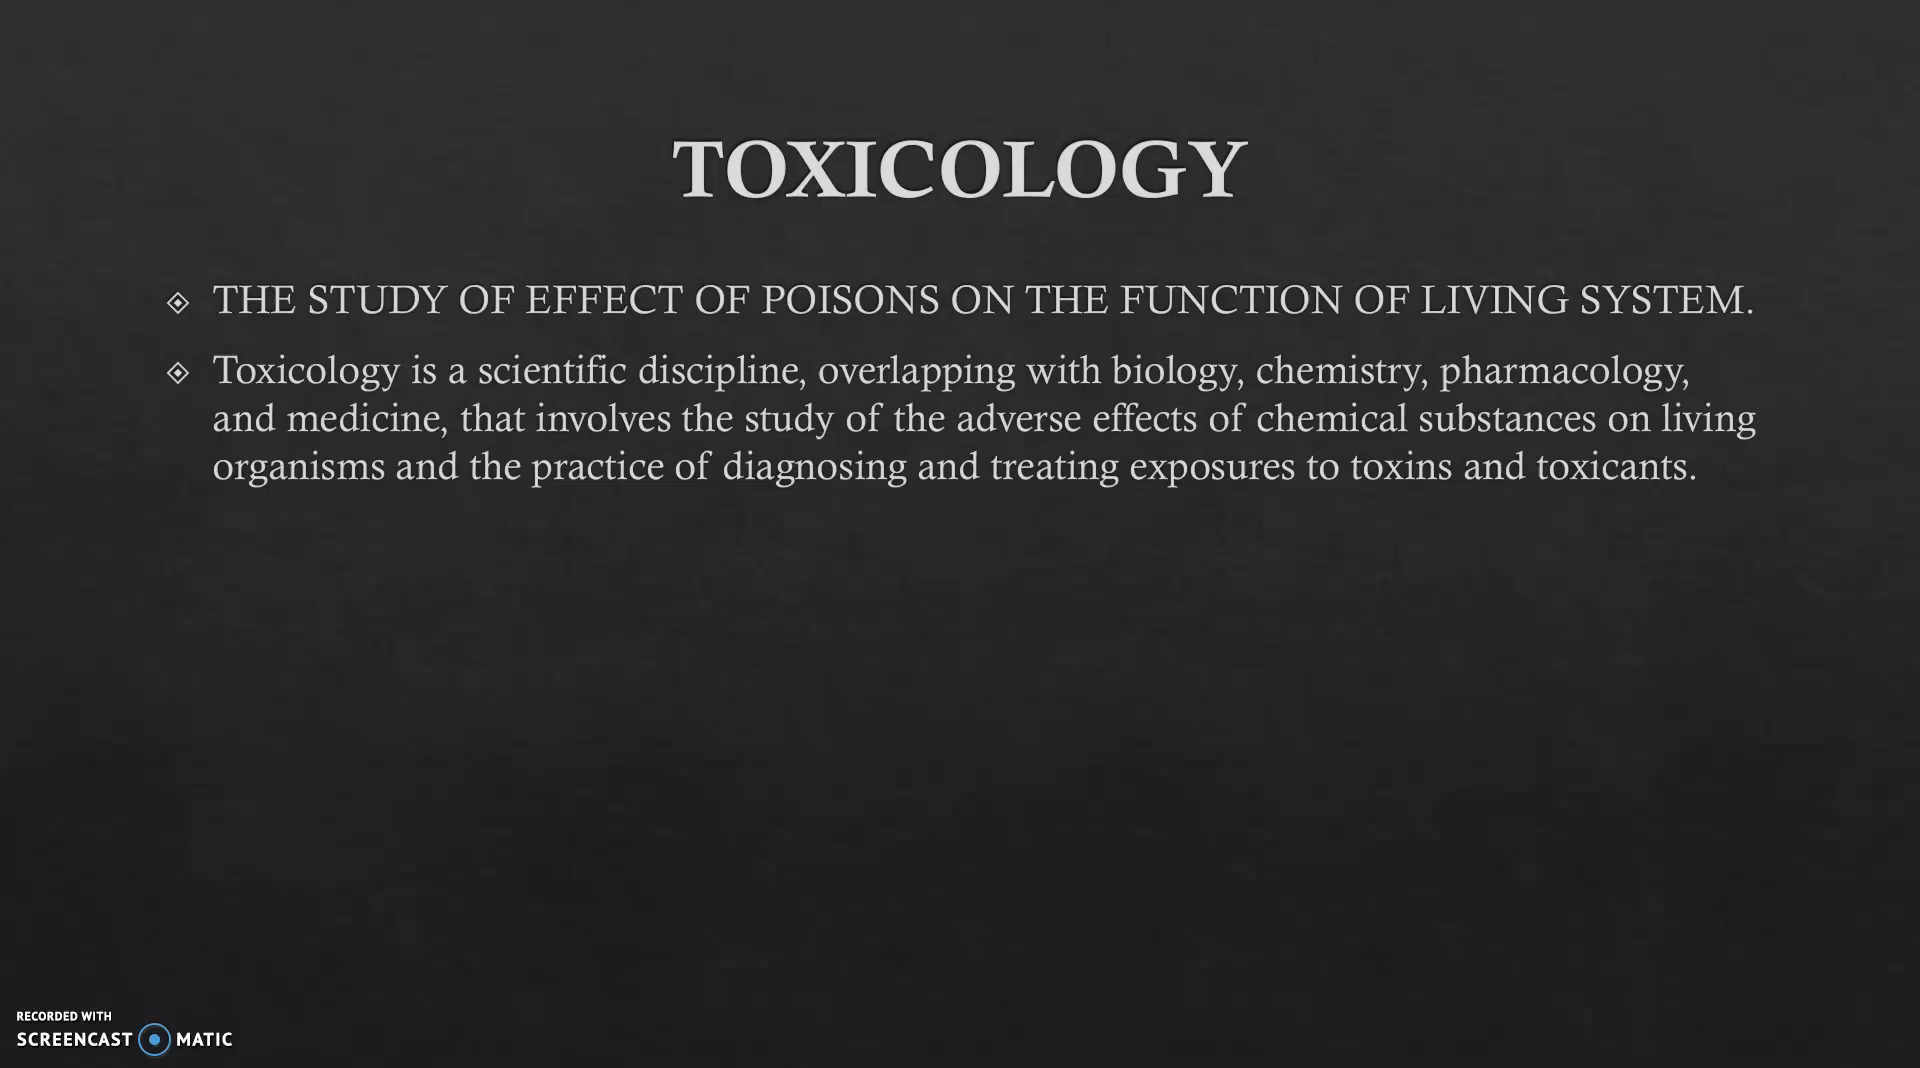 TOXICOLOGY
THE STUDY OF EFFECT OF POISONS ON THE FUNCTION OF LIVING SYSTEM.
Toxicology is a scientific discipline, overlapping with biology, chemistry, pharmacology,
and medicine, that involves the study of the adverse effects of chemical substances on living
organisms and the practice of diagnosing and treating exposures to toxins and toxicants.
RECORDED WITH
SCREENCAST MATIC